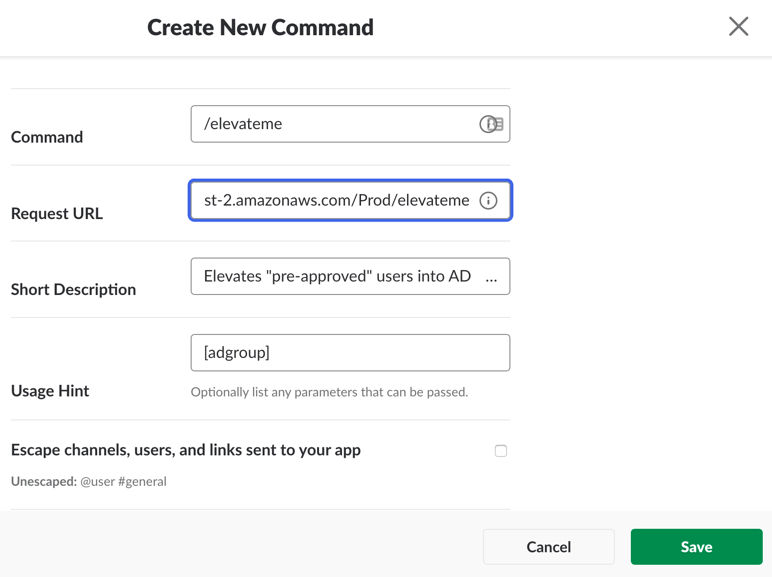 Create New Command
Command
/elevateme
Request URL
st-2.amazonaws.com/Prod/elevateme
Short Description
Elevates "pre-approved" users into AD ...
Usage Hint
[adgroup]
Optionally list any parameters that can be passed.
Escape channels, users, and links sent to your app
Unescaped: @user #general
Cancel
Save